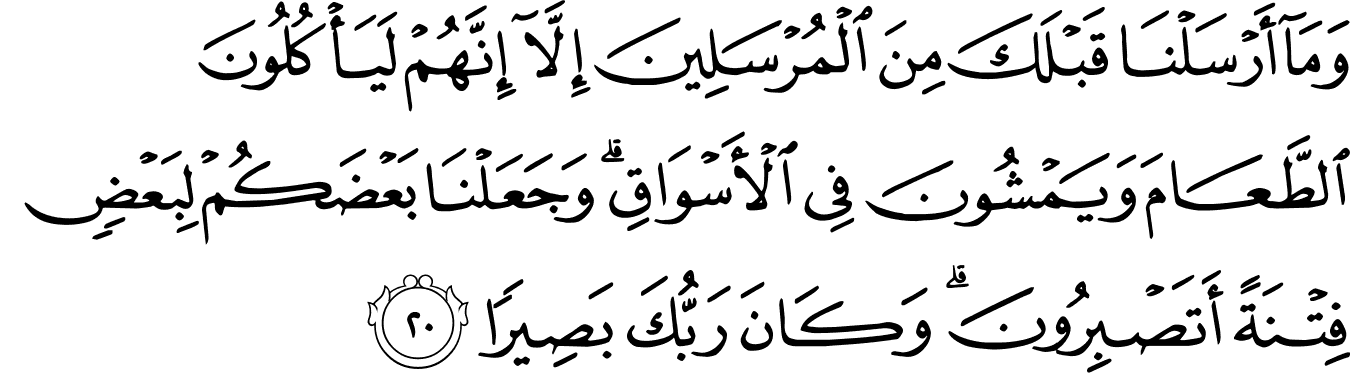 وَمَآ أَرْسَلْنَا قَبْلَكَ مِنَ ٱلْمُرْسَلِينَ إِلَّآ إِنَّهُمْ لَيَأْكُلُونَ
ٱلطَّعَامَ وَيَمْشُونَ فِى ٱلْأَسْوَاقِ ۗ وَجَعَلْنَا بَعْضَكُمْ لِبَعْضٍ
فِتْنَةً أَتَصْبِرُونَ ۗ وَكَانَ رَبُّكَ بَصِيرًا ٢٠